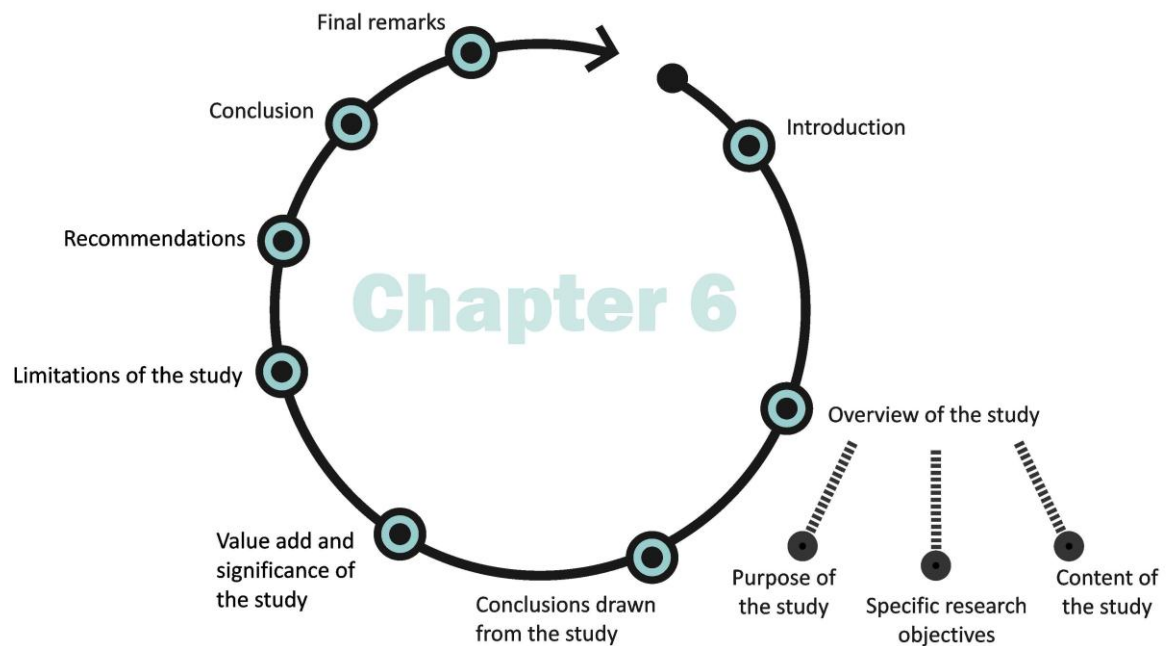 Final remarks
Introduction
Conclusion
Recommendations
Chapter 6
Limitations of the study
Overview of the study
Value add and
significance of
the study
Conclusions drawn
from the study
Purpose of
the study
Specific research
objectives
Content of
the study